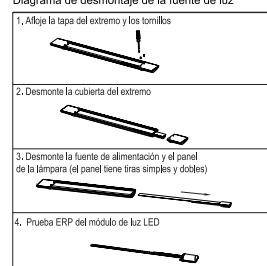 Diagrama de desmontaje de la fuente de luz
1, Afloje la tapa del extremo y los tornillos
2. Desmonte la cubierta del extremo
3. Desmonte la fuente de alimentación y el panel
de la lámpara (el panel tiene tiras simples y dobles)
4. Prueba ERP del módulo de luz LED